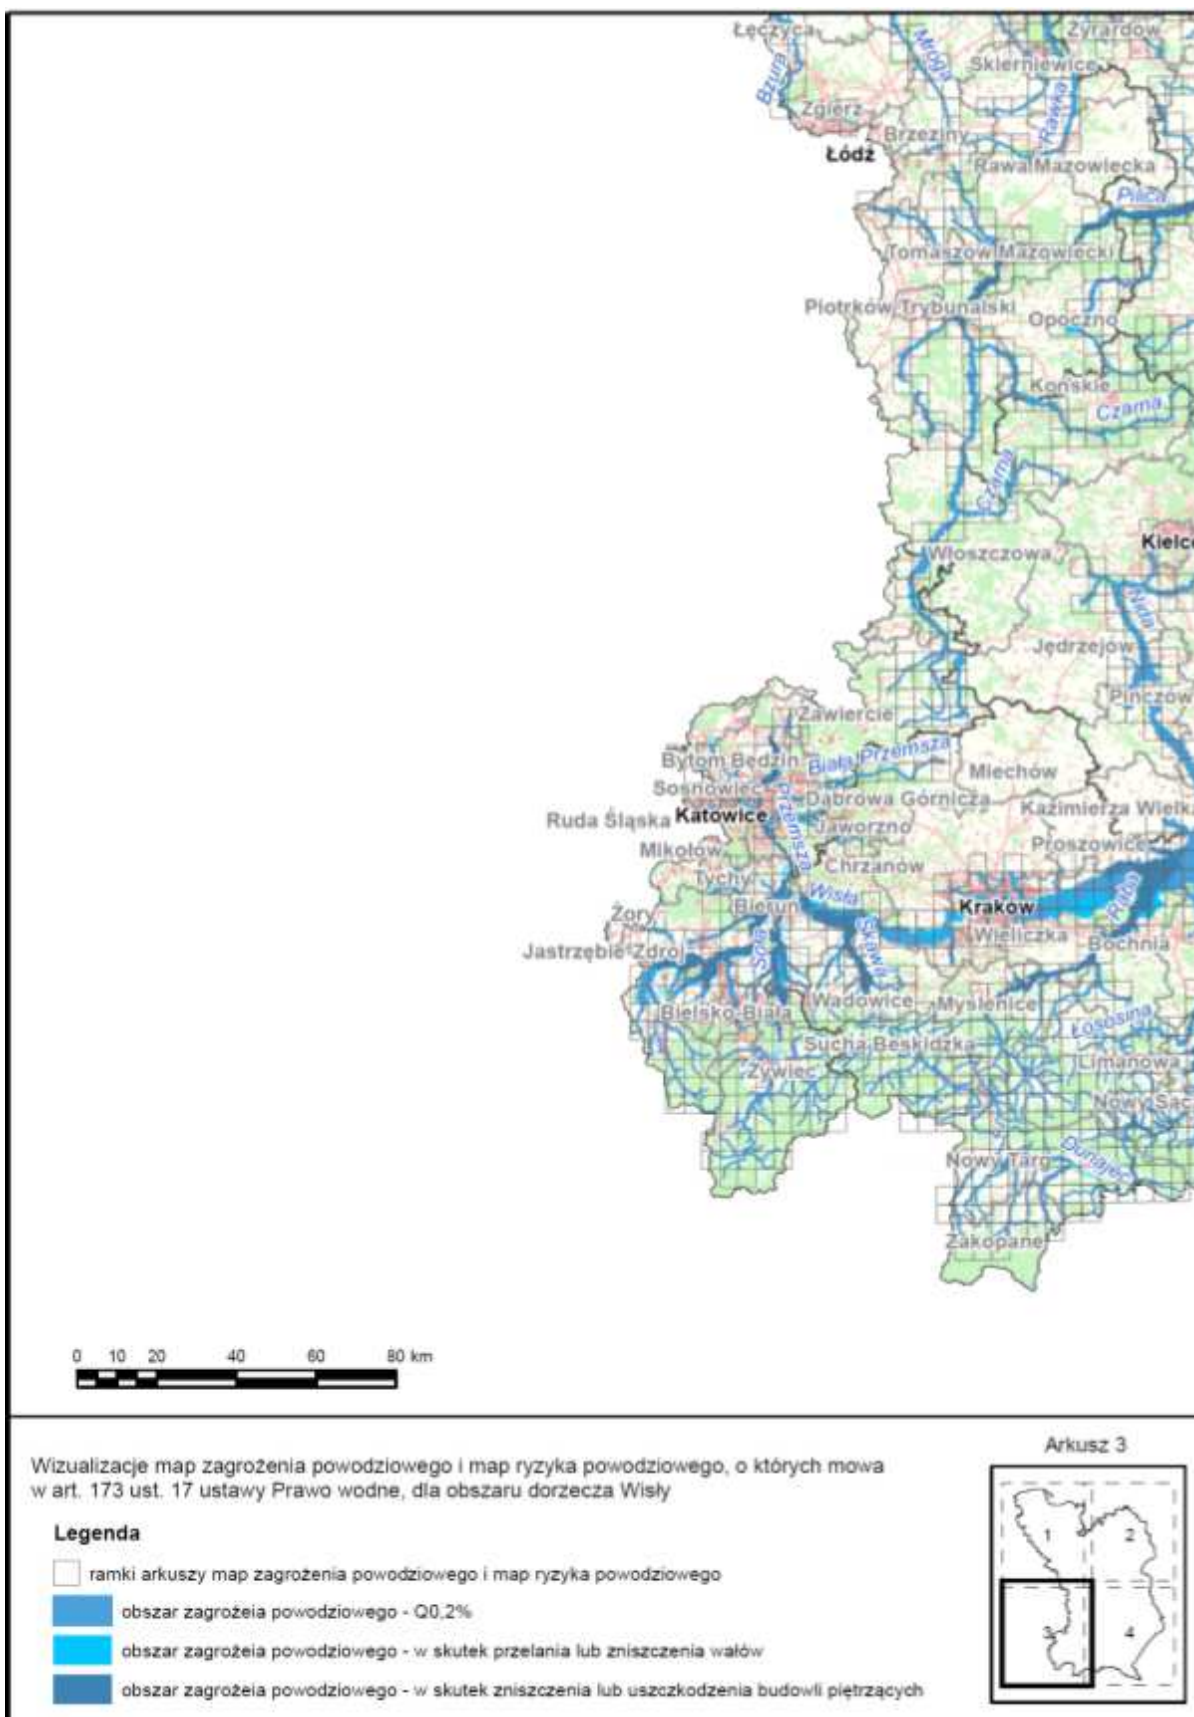 Łęczyca
Żyrardów
Mroga
Skierniewice
Bzura
Zgierz
Rawka
Brzeziny
Łódź
Rawa Mazowiecka
Pilica
Tomaszów Mazowiecki
Piotrków Trybunalski
Opoczno
Końskie
Czarna
Czarna
Kielce
Włoszczowa
Nida
Jędrzejów
Pińczów
Zawiercie
Biała Przemsza
Bytom Będzin
Miechów
Sosnowiec
Dąbrowa Górnicza
Przemsza
Kazimierza Wielka
Ruda Śląska Katowice
Jaworzno
Mikołów
Proszowice
Chrzanów
Tychy
Wisła
Raba
Bieruń
Kraków
Żory
Skawa
Wieliczka
Bochnia
Soła
Jastrzębie-Zdrój
Wadowice
Myślenice
Bielsko-Biała
Łososina
Sucha Beskidzka
Limanowa
Żywiec
Nowy Sąc
Nowy Targ
Dunajec
Zakopane
0 10 20 40 60 80 km
Wizualizacje map zagrożenia powodziowego i map ryzyka powodziowego, o których mowa
w art. 173 ust. 17 ustawy Prawo wodne, dla obszaru dorzecza Wisły
Legenda
ramki arkuszy map zagrożenia powodziowego i map ryzyka powodziowego
obszar zagrożeia powodziowego - Q0,2%
obszar zagrożeia powodziowego - w skutek przelania lub zniszczenia wałów
obszar zagrożeia powodziowego - w skutek zniszczenia lub uszczkodzenia budowli piętrzących
Arkusz 3
1
2
3
4